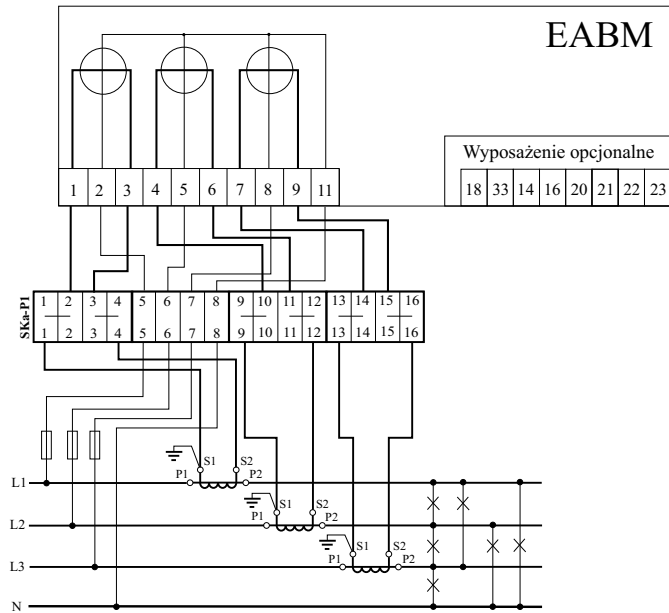 EABM
Wyposażenie opcjonalne
18 33 14 16 20 21 22 23
1 2 3 4 5 6 7 8 9 11
SKa-P1
1 2 3 4 5 6 7 8 9 10 11 12 13 14 15 16
1 2 3 4 5 6 7 8 9 10 11 12 13 14 15 16
S1 S2
L1 P1 P2
S1 S2
L2 P1 P2
S1 S2
L3 P1 P2
N